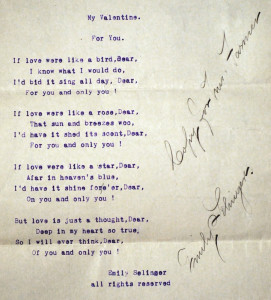 My Valentine.
For You.
If love were like a bird,Dear,
I know what I would do,
I'd bid it sing all day, Dear,
For you and only you !
If love were like a rose,Dear,
That sun and breezes woo,
I'd have it shed its scent,Dear,
For you and only you !
If love were like a star,Dear,
Afar in heaven's blue,
I'd have it shine fore'er,Dear,
On you and only you !
But love is just a thought,Dear,
Deep in my heart so true,
So I will ever think,Dear,
Of you and only you !
Emily Selinger
all rights reserved
Copy for Mr.
Emily Selinger